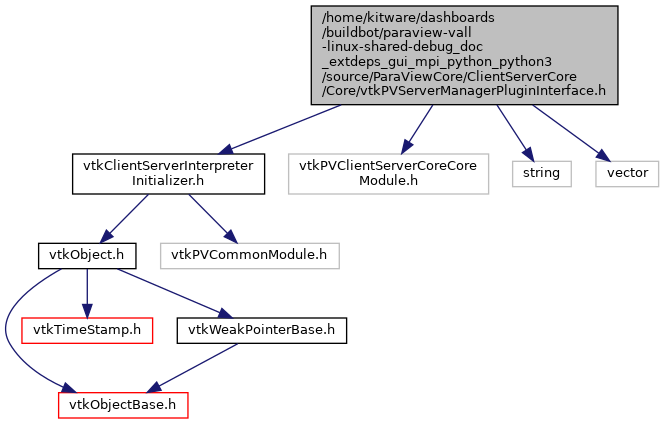 /home/kitware/dashboards
/buildbot/paraview-vall
-linux-shared-debug_doc
_extdeps_gui_mpi_python_python3
/source/ParaViewCore/ClientServerCore
/Core/vtkPVServerManagerPluginInterface.h
vtkClientServerInterpreter
Initializer.h
vtkPVClientServerCoreCore
Module.h
string
vector
vtkObject.h
vtkPVCommonModule.h
vtkTimeStamp.h
vtkWeakPointerBase.h
vtkObjectBase.h